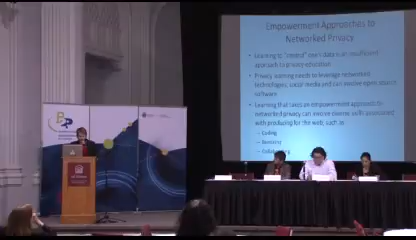 Empowerment Approaches to
Networked Privacy
Learning to "control" one's data is an insufficient
approach to privacy education
Privacy learning needs to leverage networked
technologies, social media and can involve open source
software
Learning that takes an empowerment approach to
networked privacy can involve diverse skills associated
with producing for the web, such as
- Coding